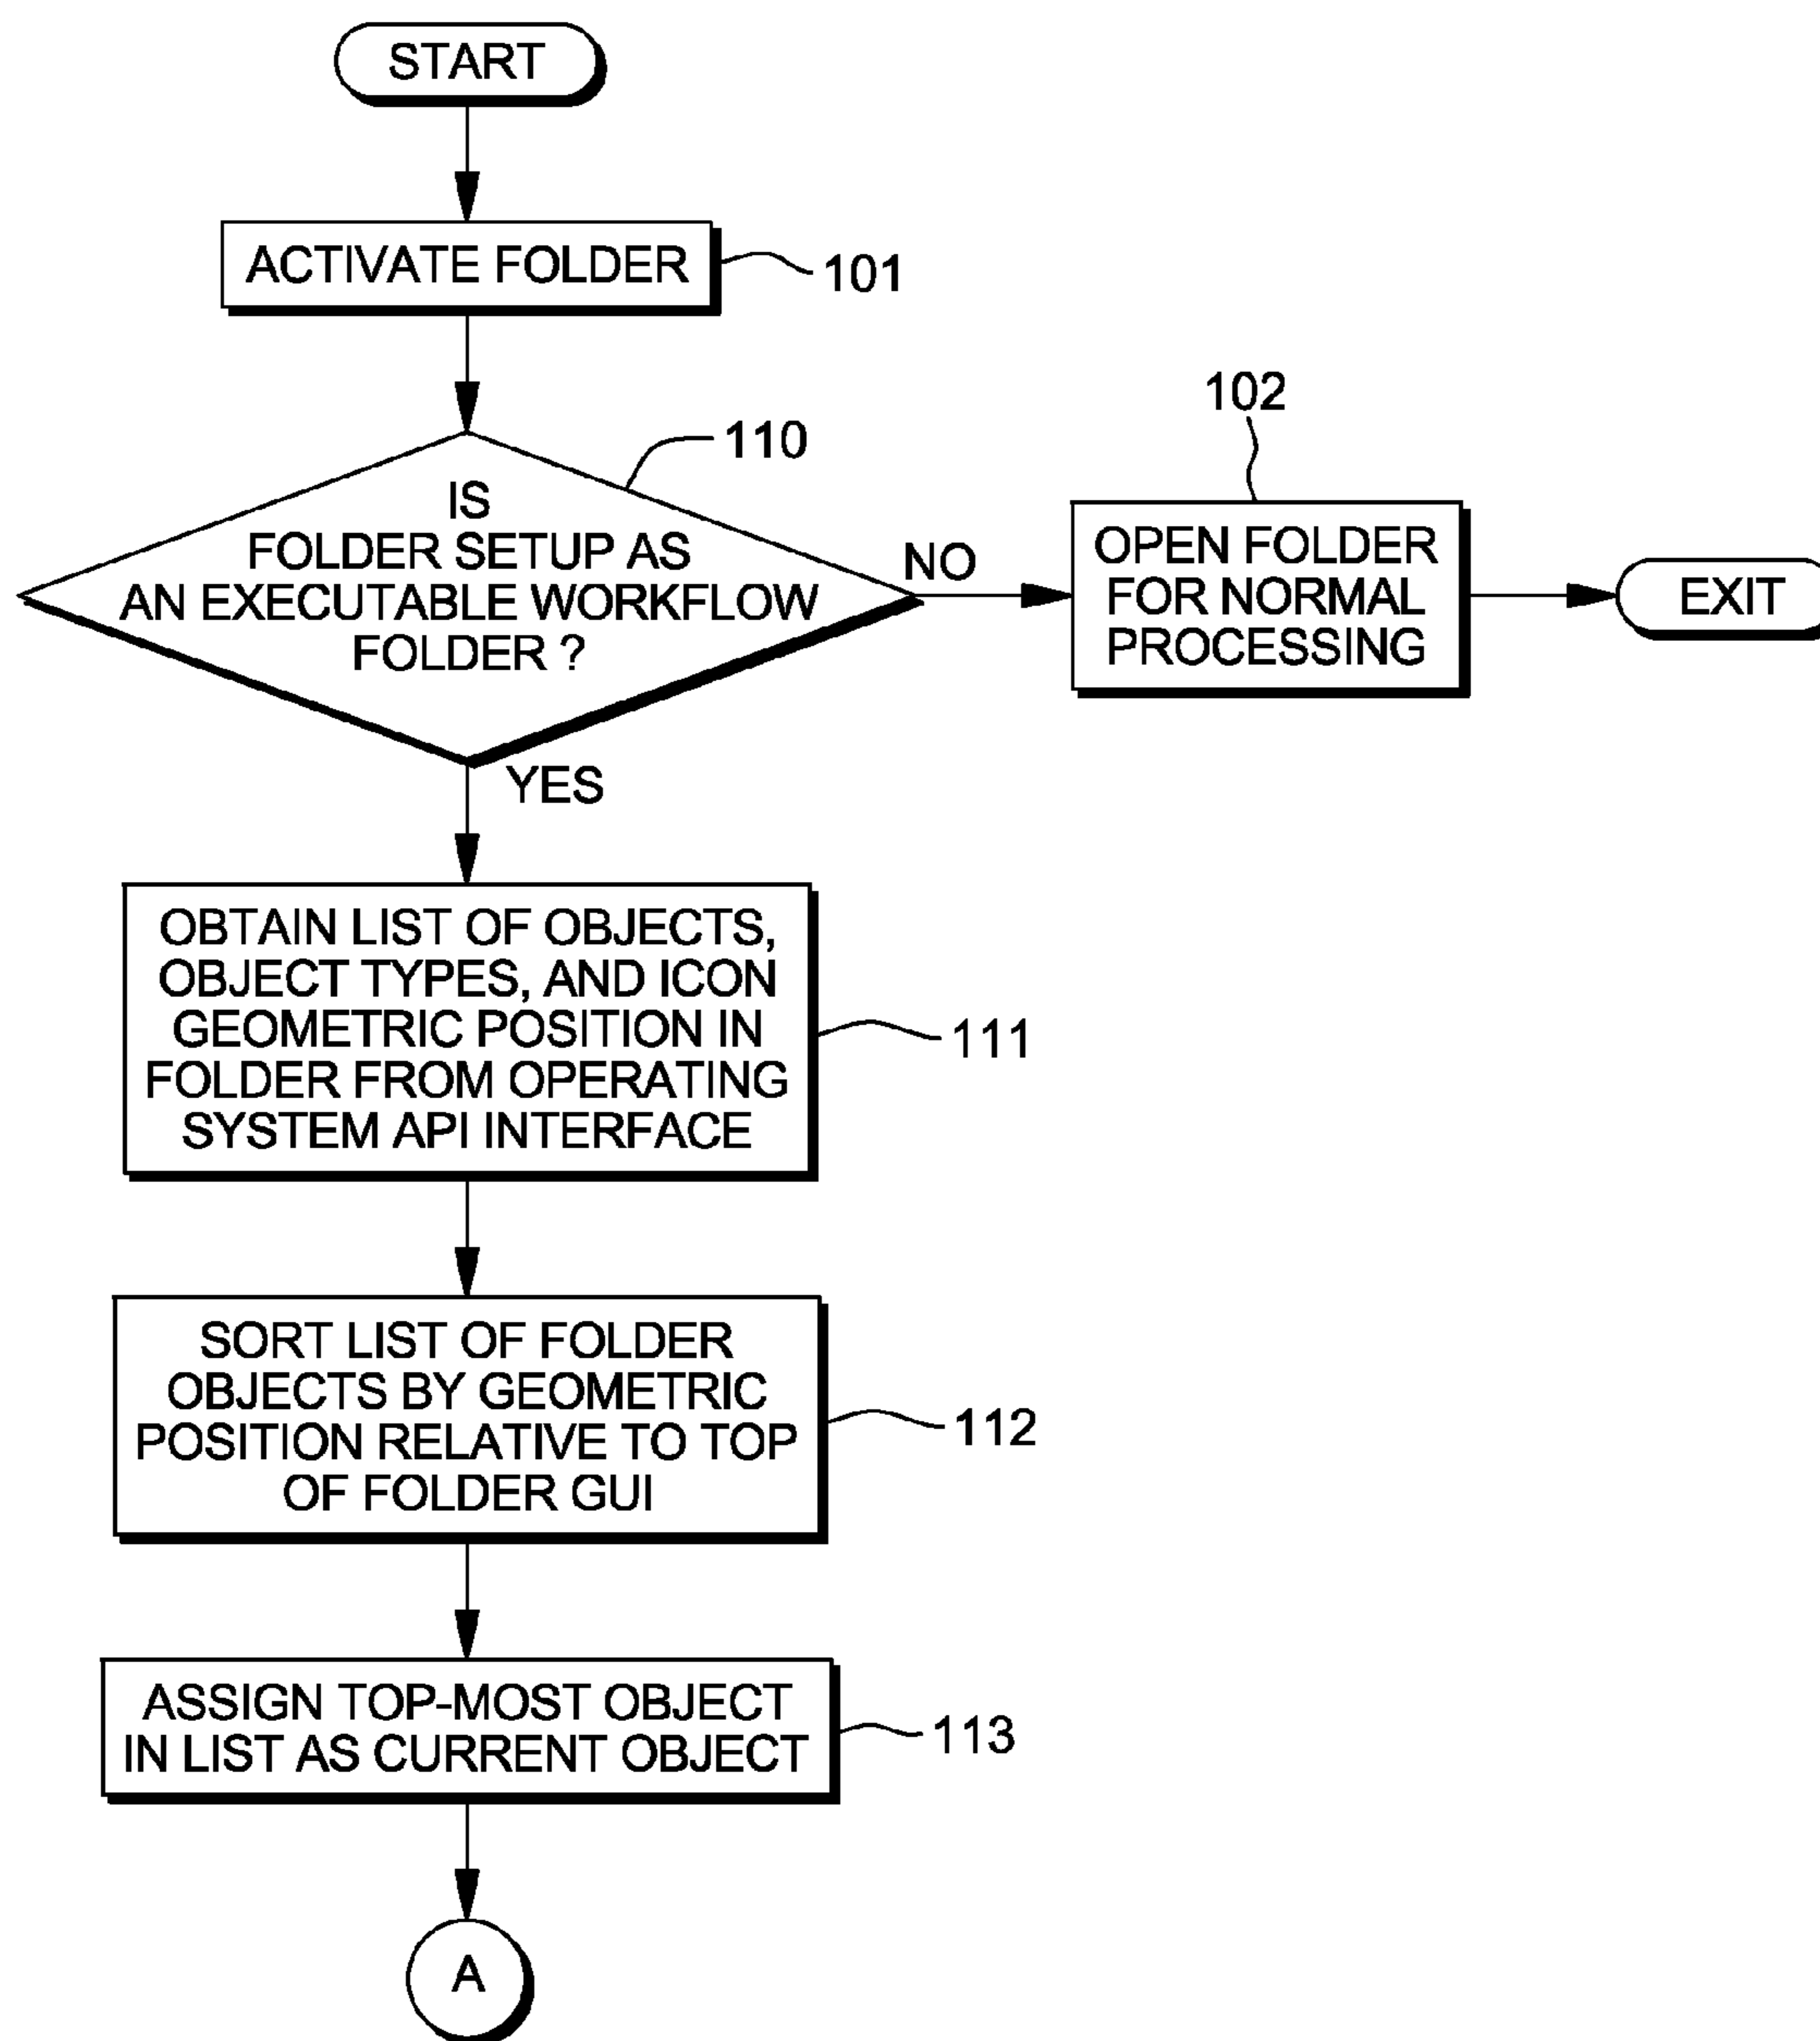 START
ACTIVATE FOLDER
101
110
IS
FOLDER SETUP AS
AN EXECUTABLE WORKFLOW
FOLDER ?
NO
102
OPEN FOLDER
FOR NORMAL
PROCESSING
EXIT
YES
OBTAIN LIST OF OBJECTS,
OBJECT TYPES, AND ICON
GEOMETRIC POSITION IN
FOLDER FROM OPERATING
SYSTEM API INTERFACE
111
SORT LIST OF FOLDER
OBJECTS BY GEOMETRIC
POSITION RELATIVE TO TOP
OF FOLDER GUI
112
ASSIGN TOP-MOST OBJECT
IN LIST AS CURRENT OBJECT
113
A